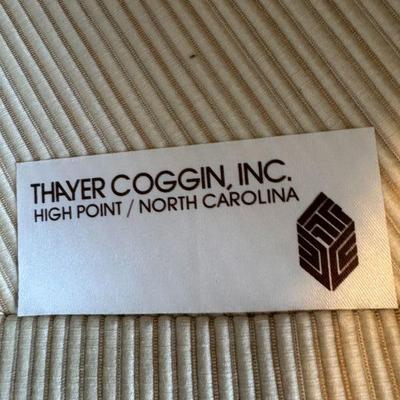 THAYER COGGIN, INC.
HIGH POINT / NORTH CAROLINA